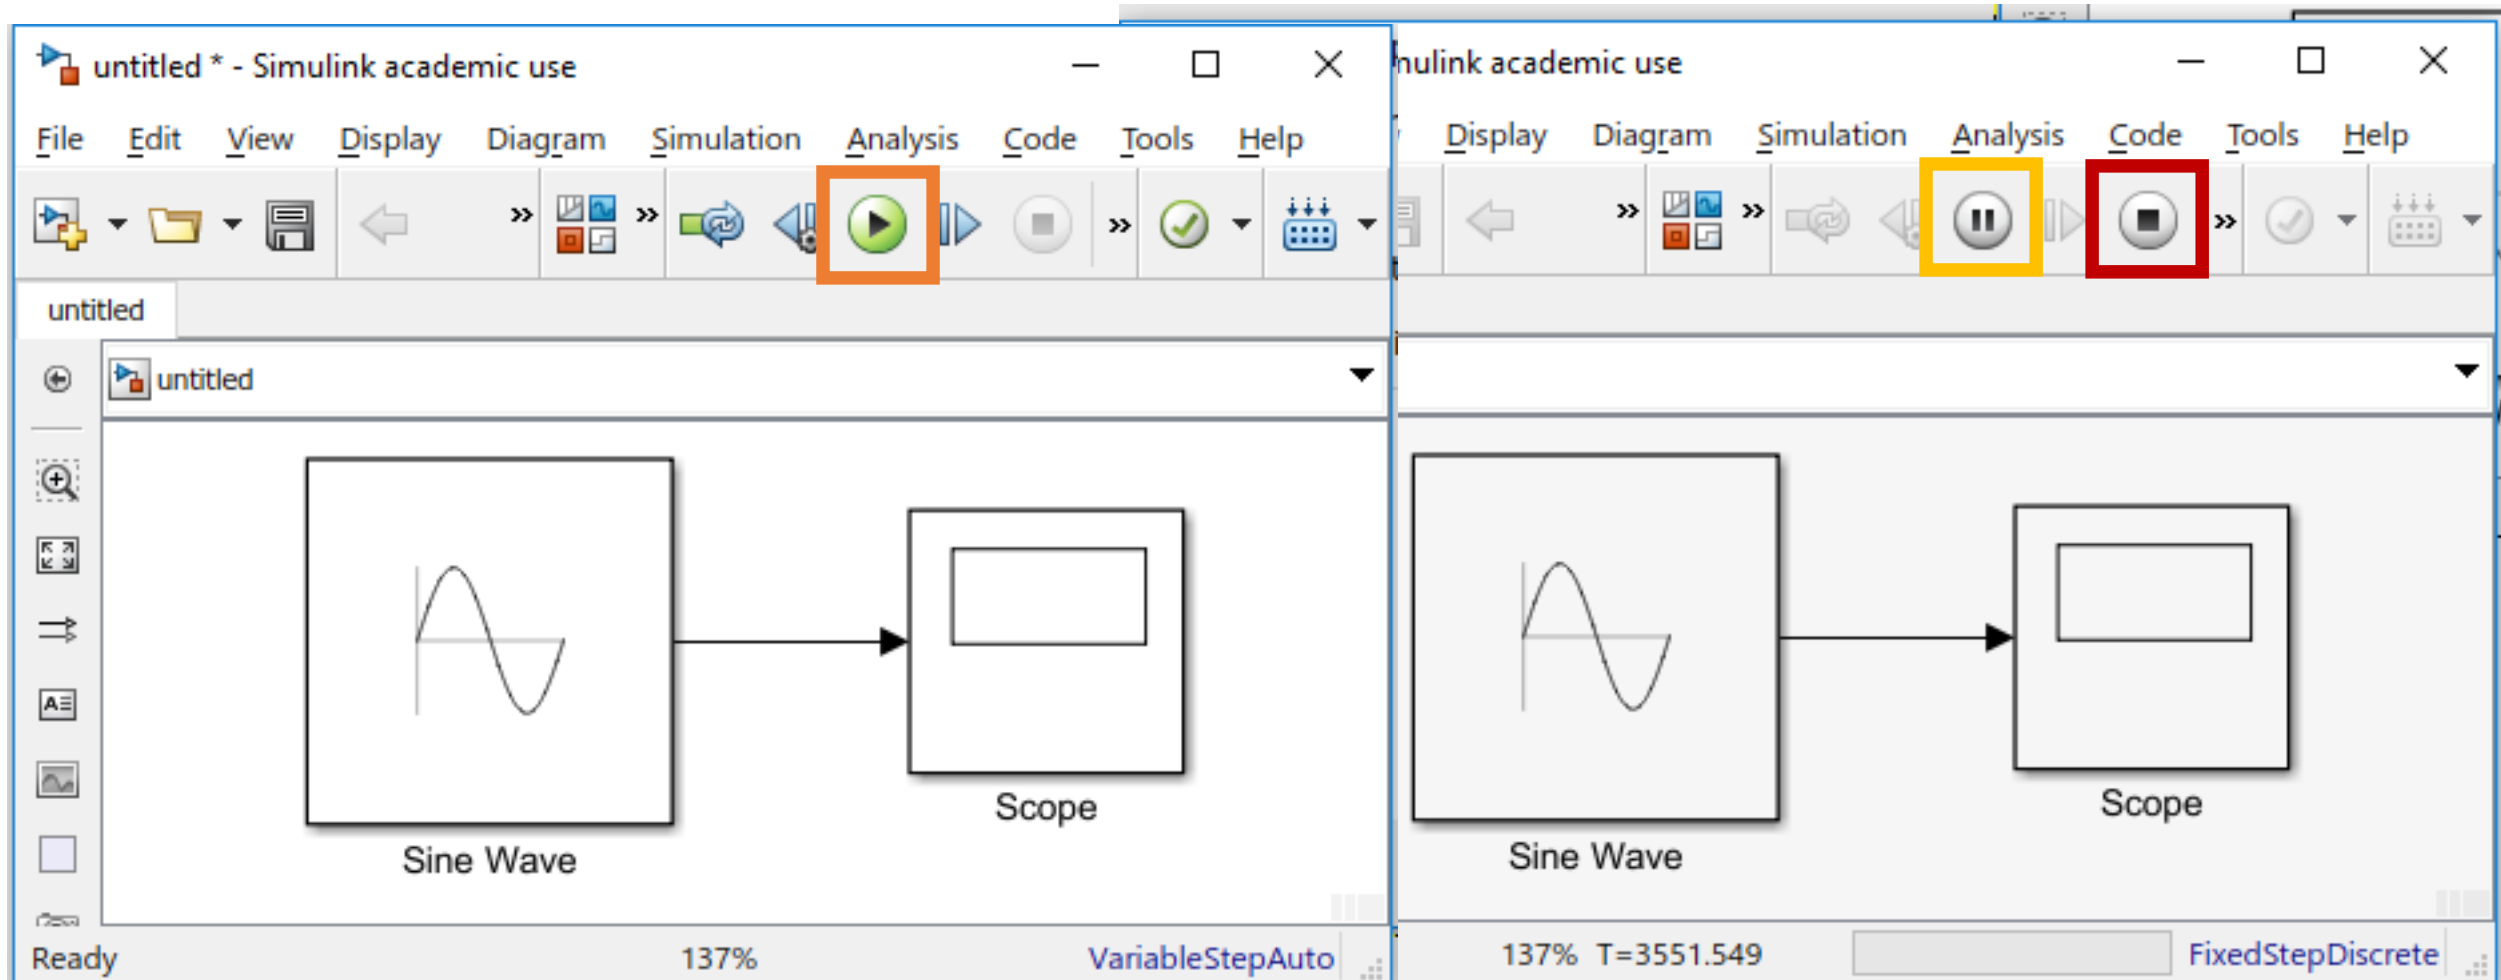 untitled * - Simulink academic use
File Edit View Display Diagram Simulation Analysis Code Tools Help
untitled
untitled
Sine Wave
Scope
Ready 137% VariableStepAuto
mulink academic use
Display Diagram Simulation Analysis Code Tools Help
Sine Wave
Scope
137% T=3551.549 FixedStepDiscrete